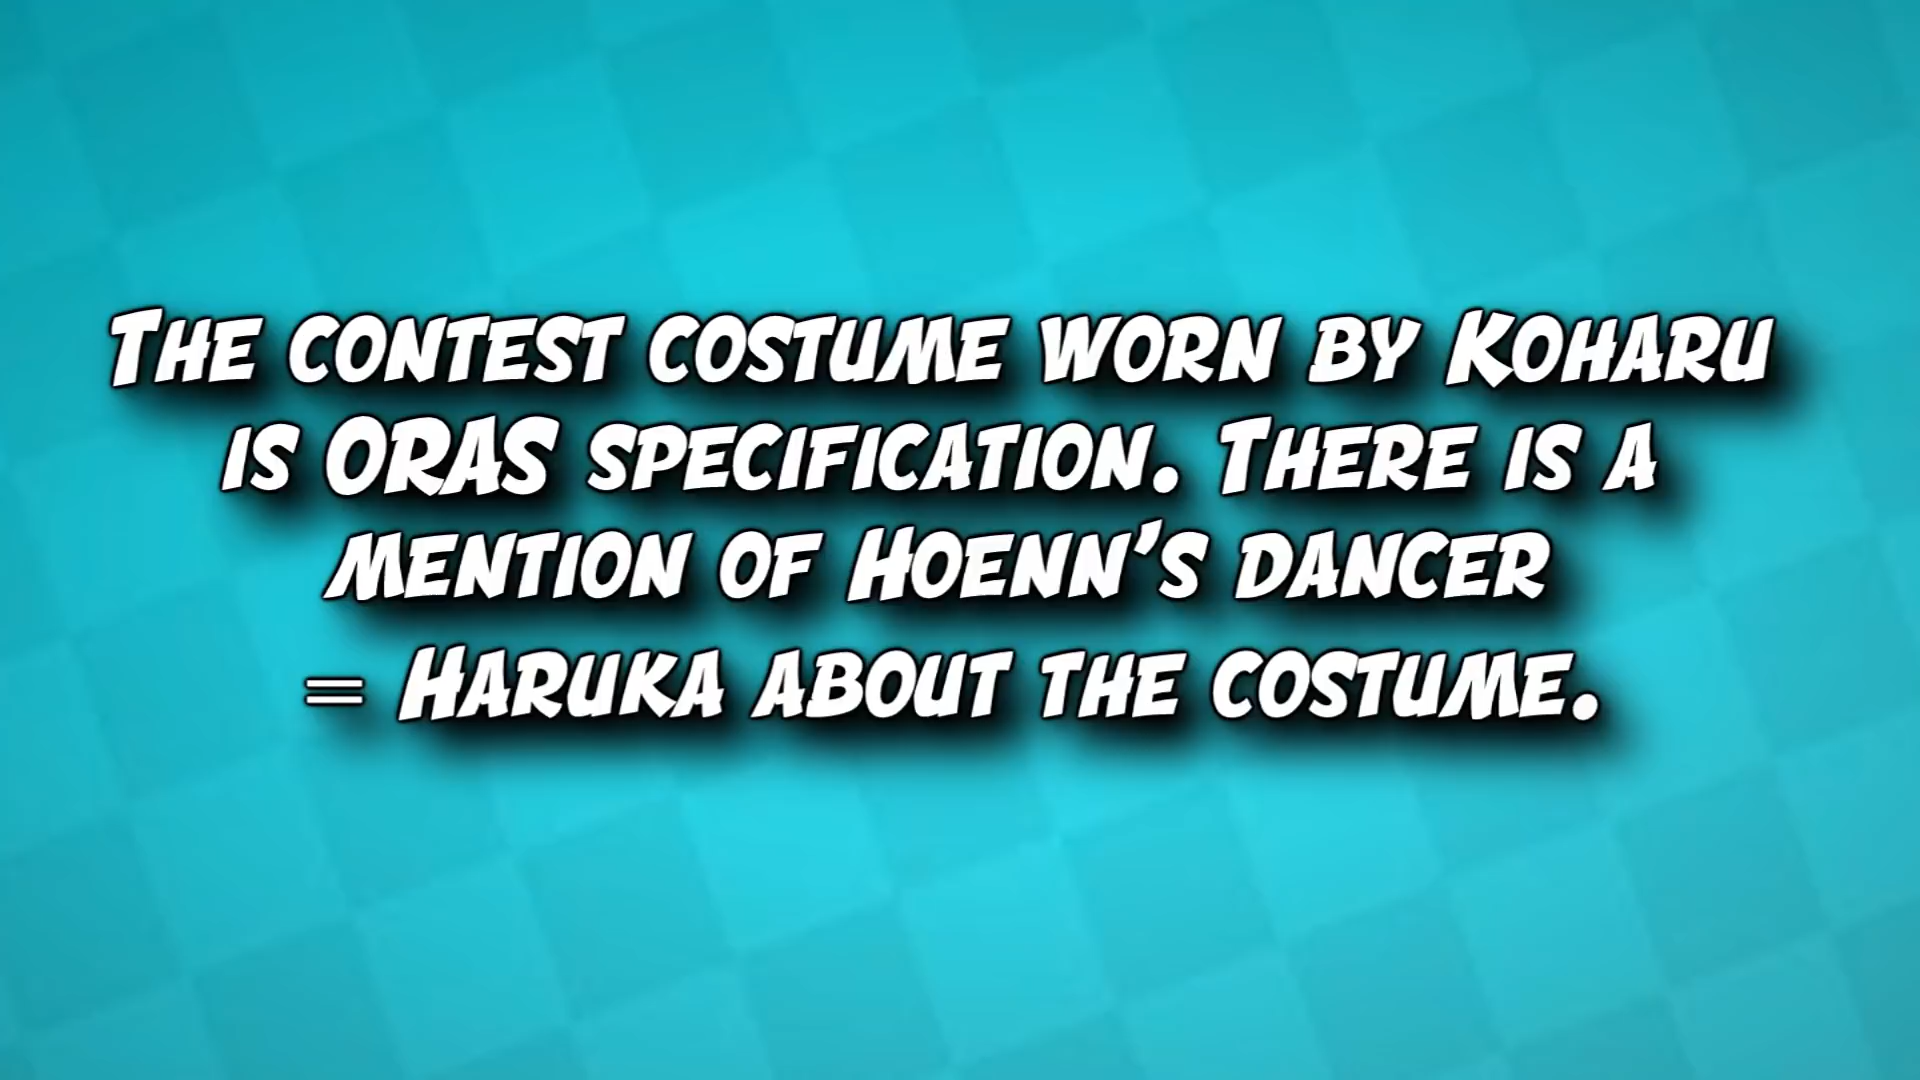 The contest costume worn by Koharu
is ORAS specification. There is a
mention of Hoenn's dancer
= Haruka about the costume.